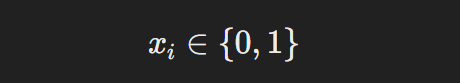 xᵢ ∈ {0, 1}